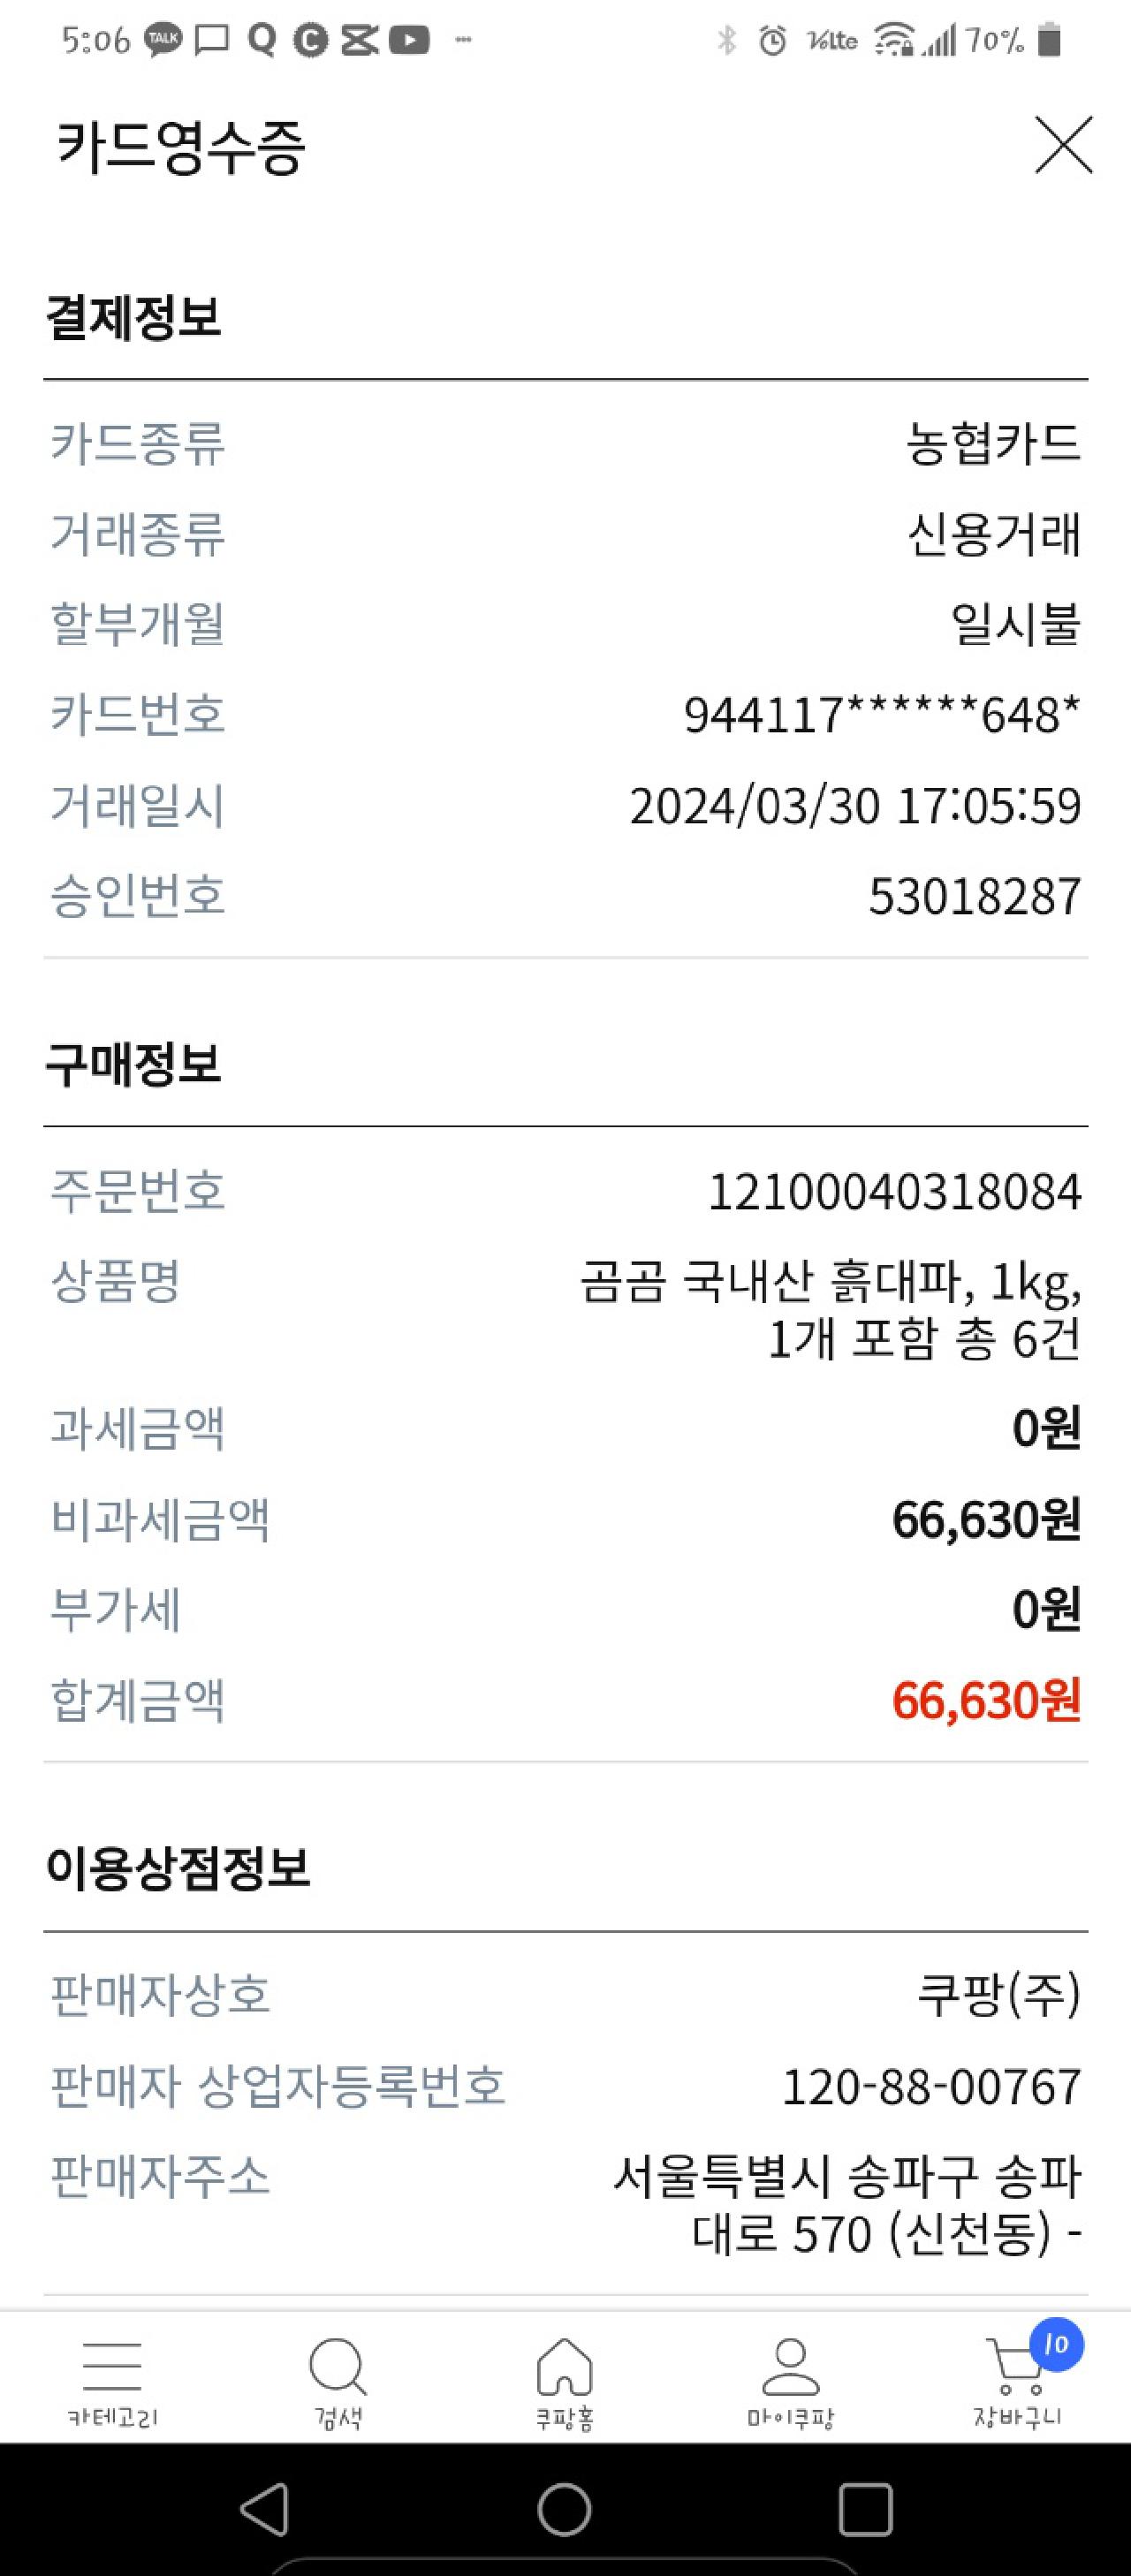 5:06 TALK Q C ··· Volte 70%
카드영수증
결제정보
카드종류 농협카드
거래종류 신용거래
할부개월 일시불
카드번호 944117******648*
거래일시 2024/03/30 17:05:59
승인번호 53018287
구매정보
주문번호 12100040318084
상품명 곰곰 국내산 흙대파, 1kg,
1개 포함 총 6건
과세금액 0원
비과세금액 66,630원
부가세 0원
합계금액 66,630원
이용상점정보
판매자상호 쿠팡(주)
판매자 상업자등록번호 120-88-00767
판매자주소 서울특별시 송파구 송파
대로 570 (신천동) -
10
카테고리 검색 쿠팡홈 마이쿠팡 장바구니